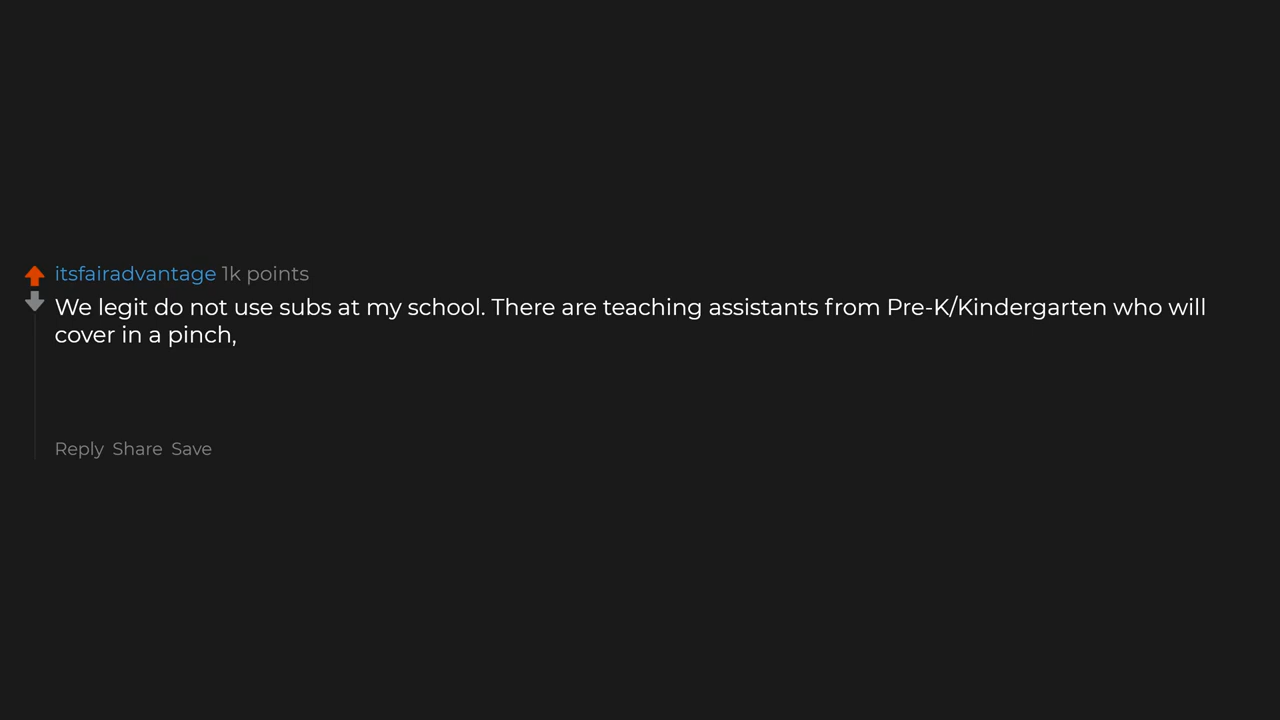 itsfairadvantage 1k points
We legit do not use subs at my school. There are teaching assistants from Pre-K/Kindergarten who will
cover in a pinch,
Reply Share Save